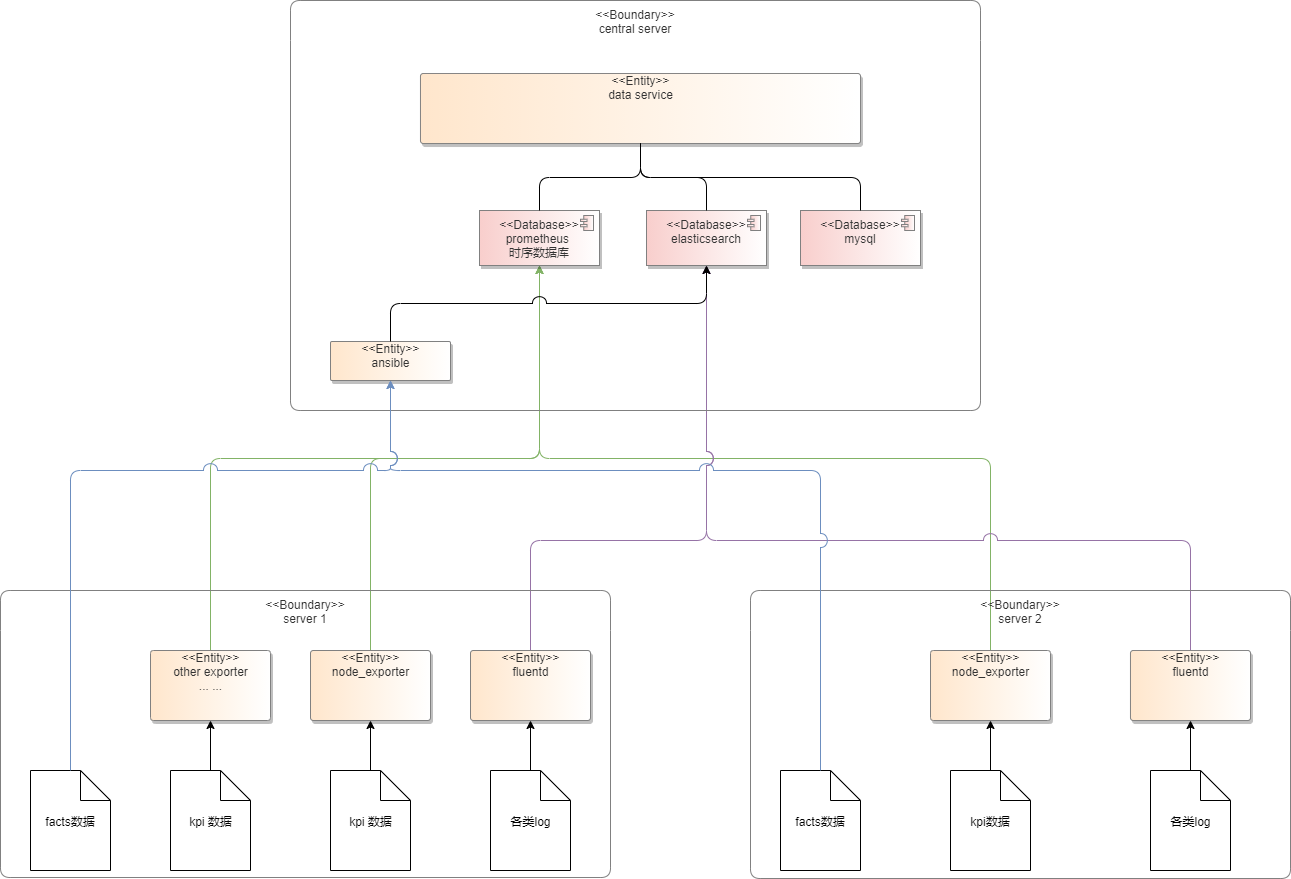 <<Boundary>>
central server
<<Entity>>
data service
<<Database>>
prometheus
时序数据库
<<Database>>
elasticsearch
<<Database>>
mysql
<<Entity>>
ansible
<<Boundary>>
server 1
<<Entity>>
other exporter
... ...
<<Entity>>
node_exporter
<<Entity>>
fluentd
facts数据
kpi 数据
kpi 数据
各类log
<<Boundary>>
server 2
<<Entity>>
node_exporter
<<Entity>>
fluentd
facts数据
kpi数据
各类log